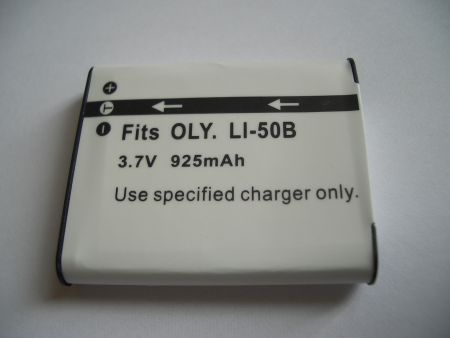 +
T
Fits OLY. LI-50B
3.7V 925mAh
Use specified charger only.